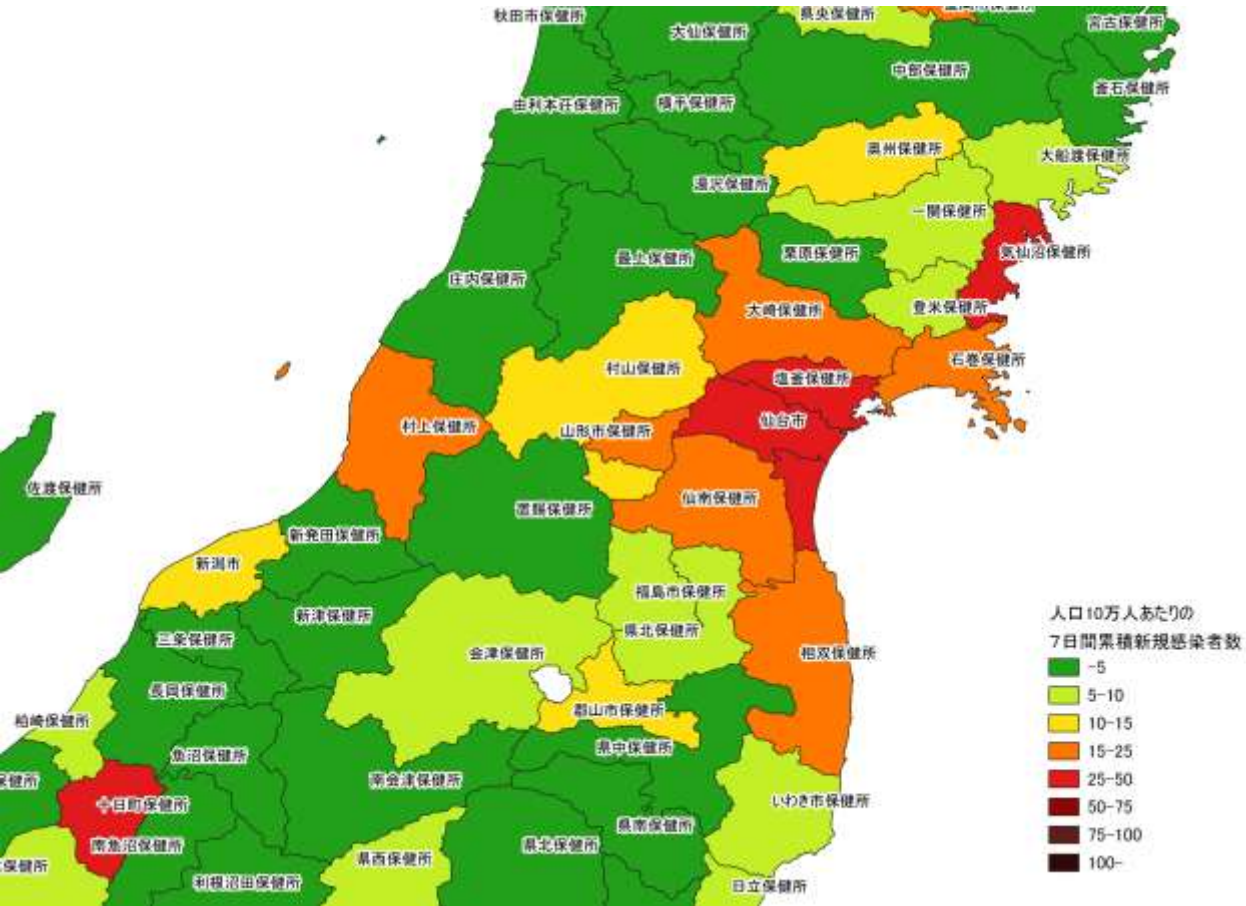 秋田市保健所
県央保健所
宮古保健所
大仙保健所
中部保健所
釜石保健所
由利本荘保健所
横手保健所
奥州保健所
大船渡保健所
湯沢保健所
一関保健所
気仙沼保健所
栗原保健所
最上保健所
庄内保健所
登米保健所
大崎保健所
石巻保健所
村山保健所
塩釜保健所
仙台市
村上保健所
山形市保健所
佐渡保健所
仙南保健所
置賜保健所
新発田保健所
新潟市
福島市保健所
新津保健所
県北保健所
三条保健所
会津保健所
相双保健所
長岡保健所
郡山市保健所
柏崎保健所
県中保健所
魚沼保健所
南会津保健所
保健所
十日町保健所
いわき市保健所
県南保健所
南魚沼保健所
県北保健所
県西保健所
保健所
利根沼田保健所
日立保健所
人口10万人あたりの
7日間累積新規感染者数
-5
5-10
10-15
15-25
25-50
50-75
75-100
100-